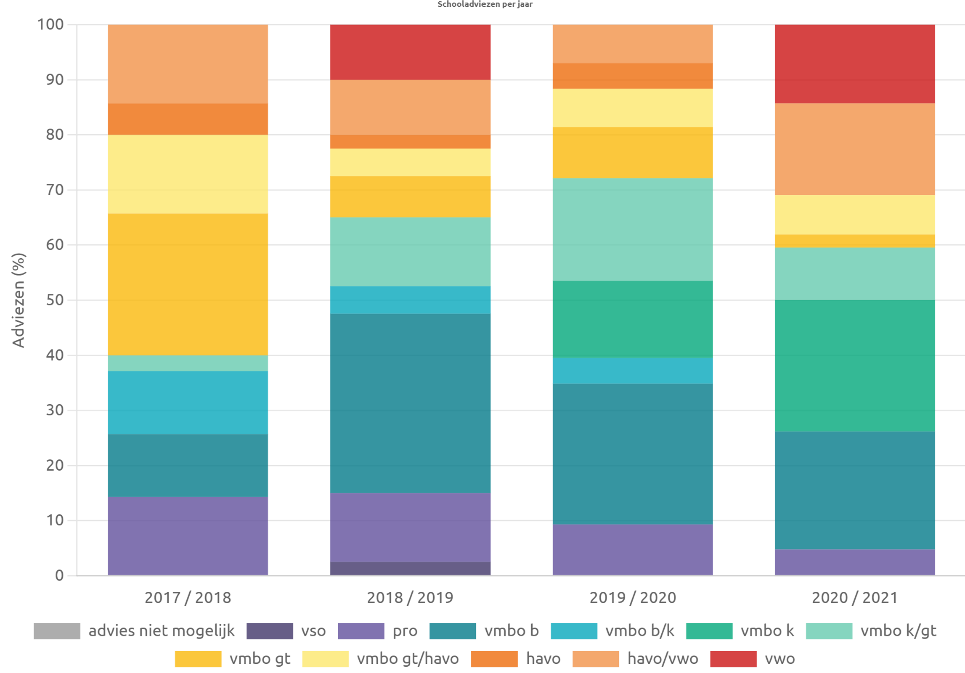 Schooladviezen per jaar
100
90
80
70
60
50
40
30
20
10
0
Adviezen (%)
2017 / 2018 2018 / 2019 2019 / 2020 2020 / 2021
advies niet mogelijk vso pro vmbo b vmbo b/k vmbo k vmbo k/gt
vmbo gt vmbo gt/havo havo havo/vwo vwo